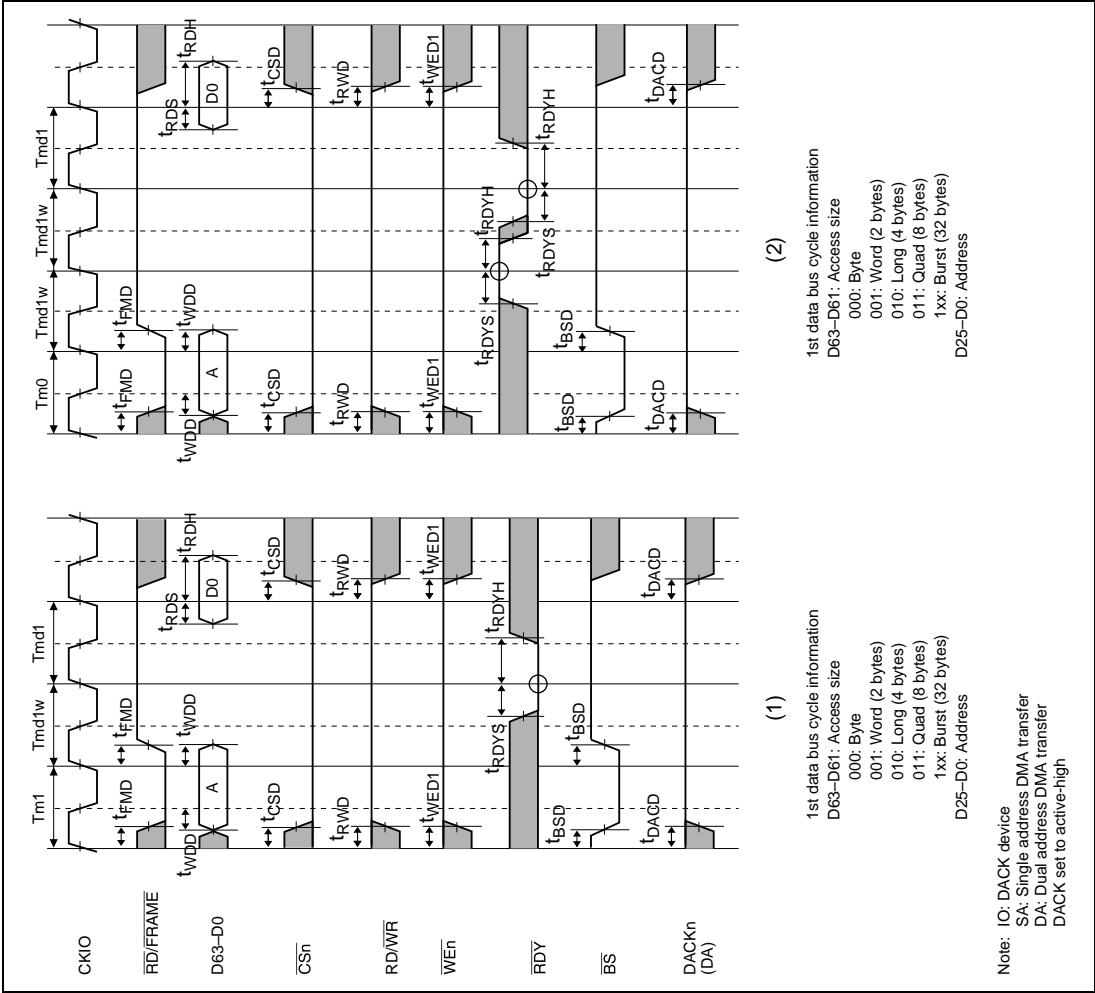 CKIO
RD/FRAME
D63–D0
CSn
RD/WR
WEn
RDY
BS
DACKn
(DA)
Tm1
Tmd1w
Tmd1
tFMD
tFMD
tWDD
tWDD
A
tRDS
tRDH
D0
tCSD
tCSD
tRWD
tRWD
tWED1
tWED1
tRDYS
tRDYH
tBSD
tBSD
tDACD
tDACD
(1)
1st data bus cycle information
D63–D61: Access size
000: Byte
001: Word (2 bytes)
010: Long (4 bytes)
011: Quad (8 bytes)
1xx: Burst (32 bytes)
D25–D0: Address
Tm0
Tmd1w
Tmd1w
Tmd1
tFMD
tFMD
tWDD
tWDD
A
tRDS
tRDH
D0
tCSD
tCSD
tRWD
tRWD
tWED1
tWED1
tRDYS
tRDYH
tRDYS
tRDYH
tBSD
tBSD
tDACD
tDACD
(2)
1st data bus cycle information
D63–D61: Access size
000: Byte
001: Word (2 bytes)
010: Long (4 bytes)
011: Quad (8 bytes)
1xx: Burst (32 bytes)
D25–D0: Address
Note: IO: DACK device
SA: Single address DMA transfer
DA: Dual address DMA transfer
DACK set to active-high